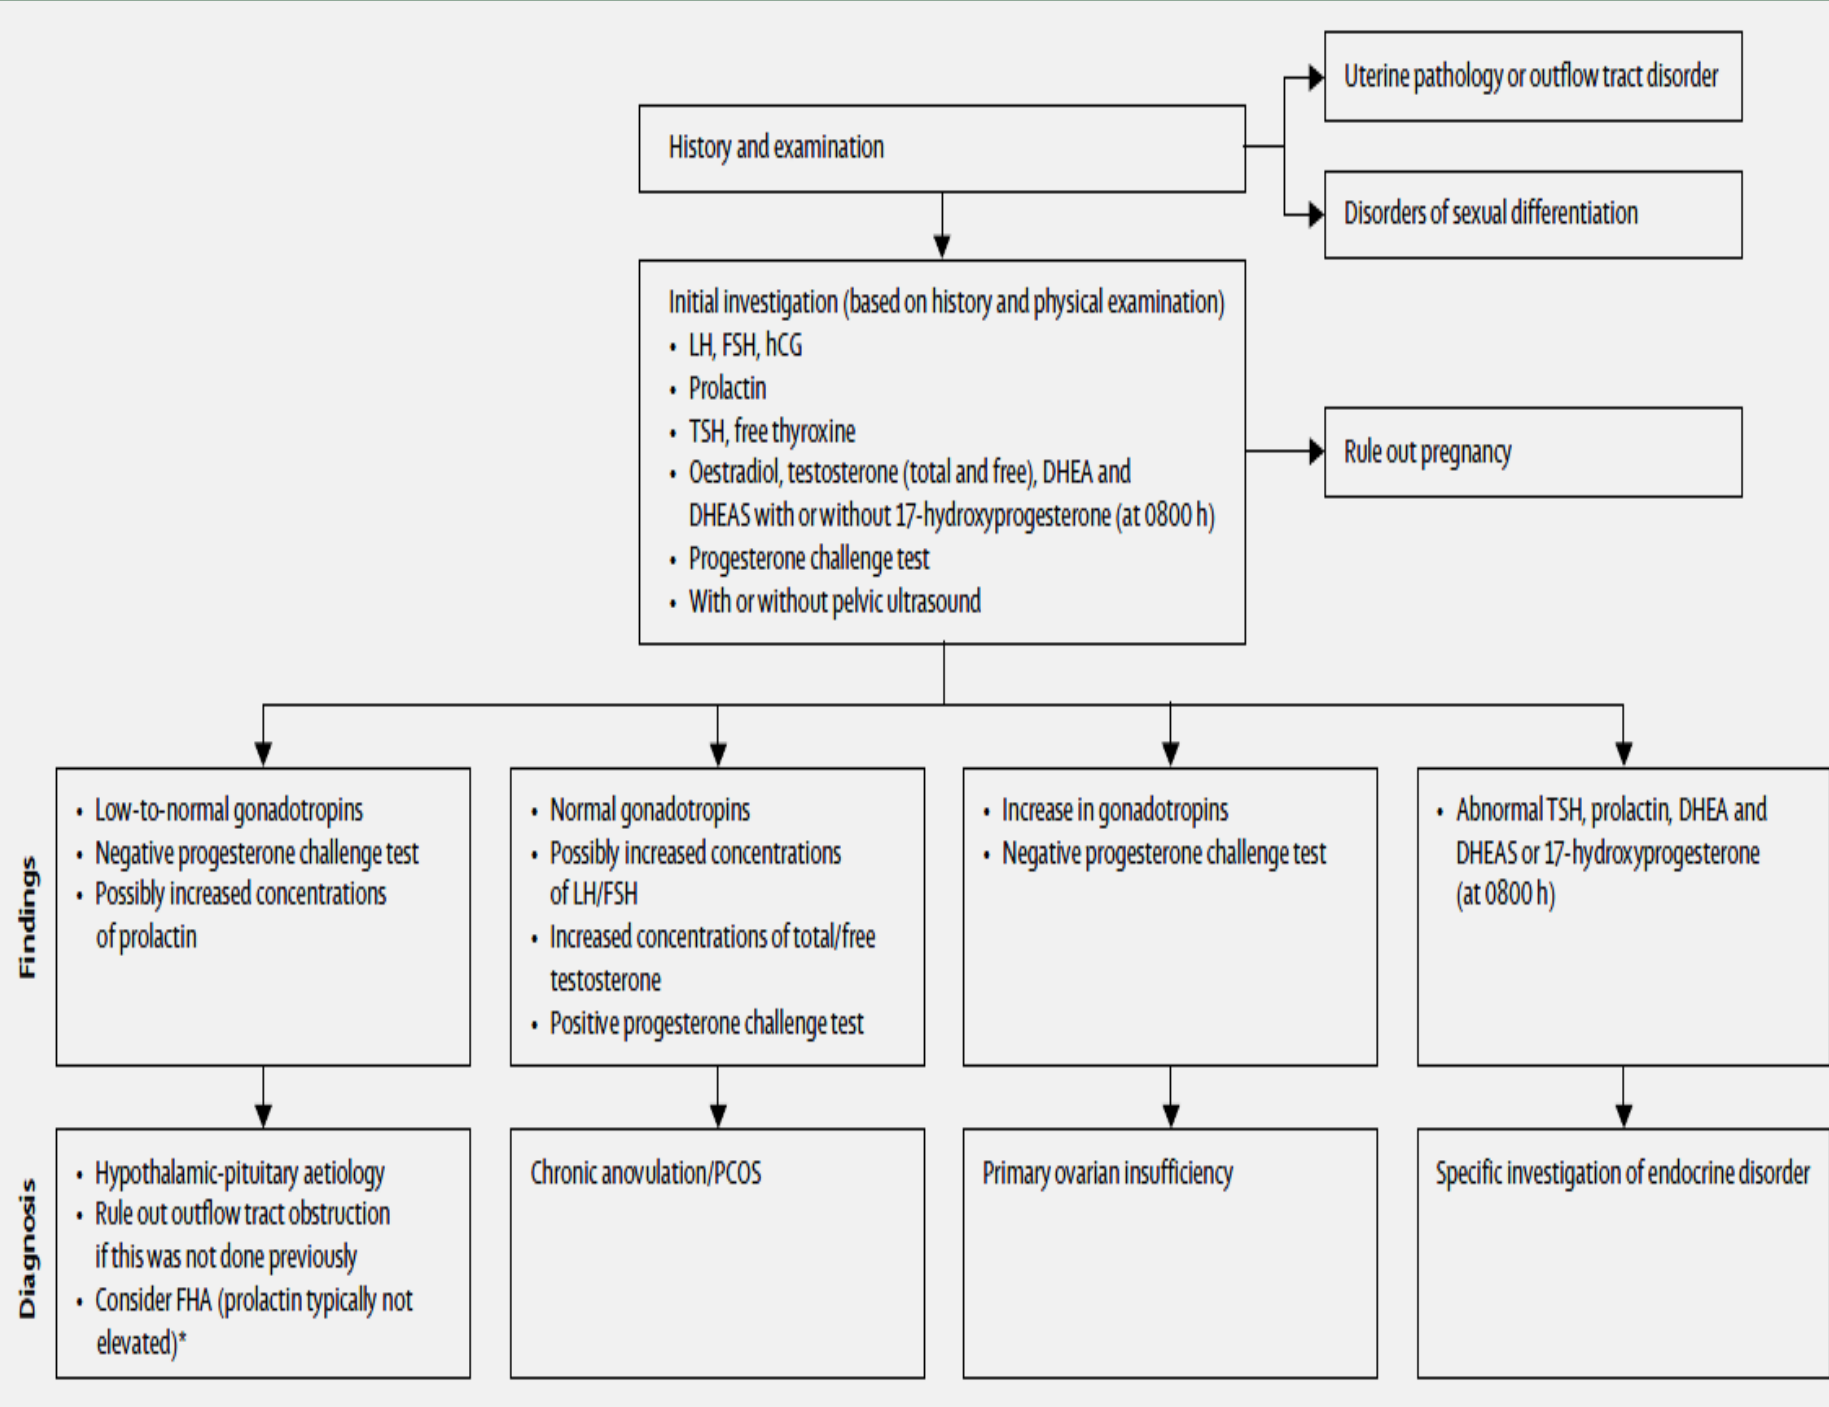 Uterine pathology or outflow tract disorder
History and examination
Disorders of sexual differentiation
Initial investigation (based on history and physical examination)
• LH, FSH, hCG
• Prolactin
• TSH, free thyroxine
• Oestradiol, testosterone (total and free), DHEA and
DHEAS with or without 17-hydroxyprogesterone (at 0800 h)
• Progesterone challenge test
• With or without pelvic ultrasound
Rule out pregnancy
Findings
• Low-to-normal gonadotropins
• Negative progesterone challenge test
• Possibly increased concentrations
of prolactin
• Normal gonadotropins
• Possibly increased concentrations
of LH/FSH
• Increased concentrations of total/free
testosterone
• Positive progesterone challenge test
• Increase in gonadotropins
• Negative progesterone challenge test
• Abnormal TSH, prolactin, DHEA and
DHEAS or 17-hydroxyprogesterone
(at 0800 h)
Diagnosis
• Hypothalamic-pituitary aetiology
• Rule out outflow tract obstruction
if this was not done previously
• Consider FHA (prolactin typically not
elevated)*
Chronic anovulation/PCOS
Primary ovarian insufficiency
Specific investigation of endocrine disorder